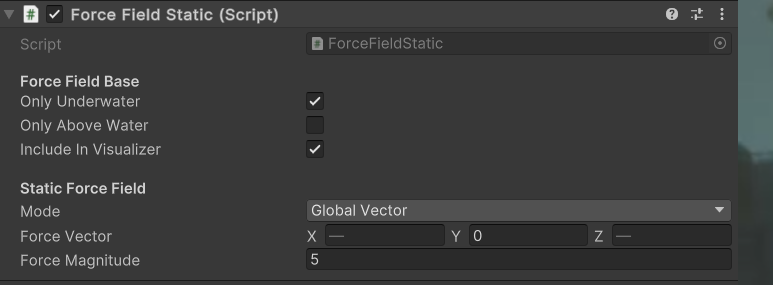 Force Field Static (Script)
Script ForceFieldStatic
Force Field Base
Only Underwater
Only Above Water
Include In Visualizer
Static Force Field
Mode Global Vector
Force Vector X — Y 0 Z —
Force Magnitude 5